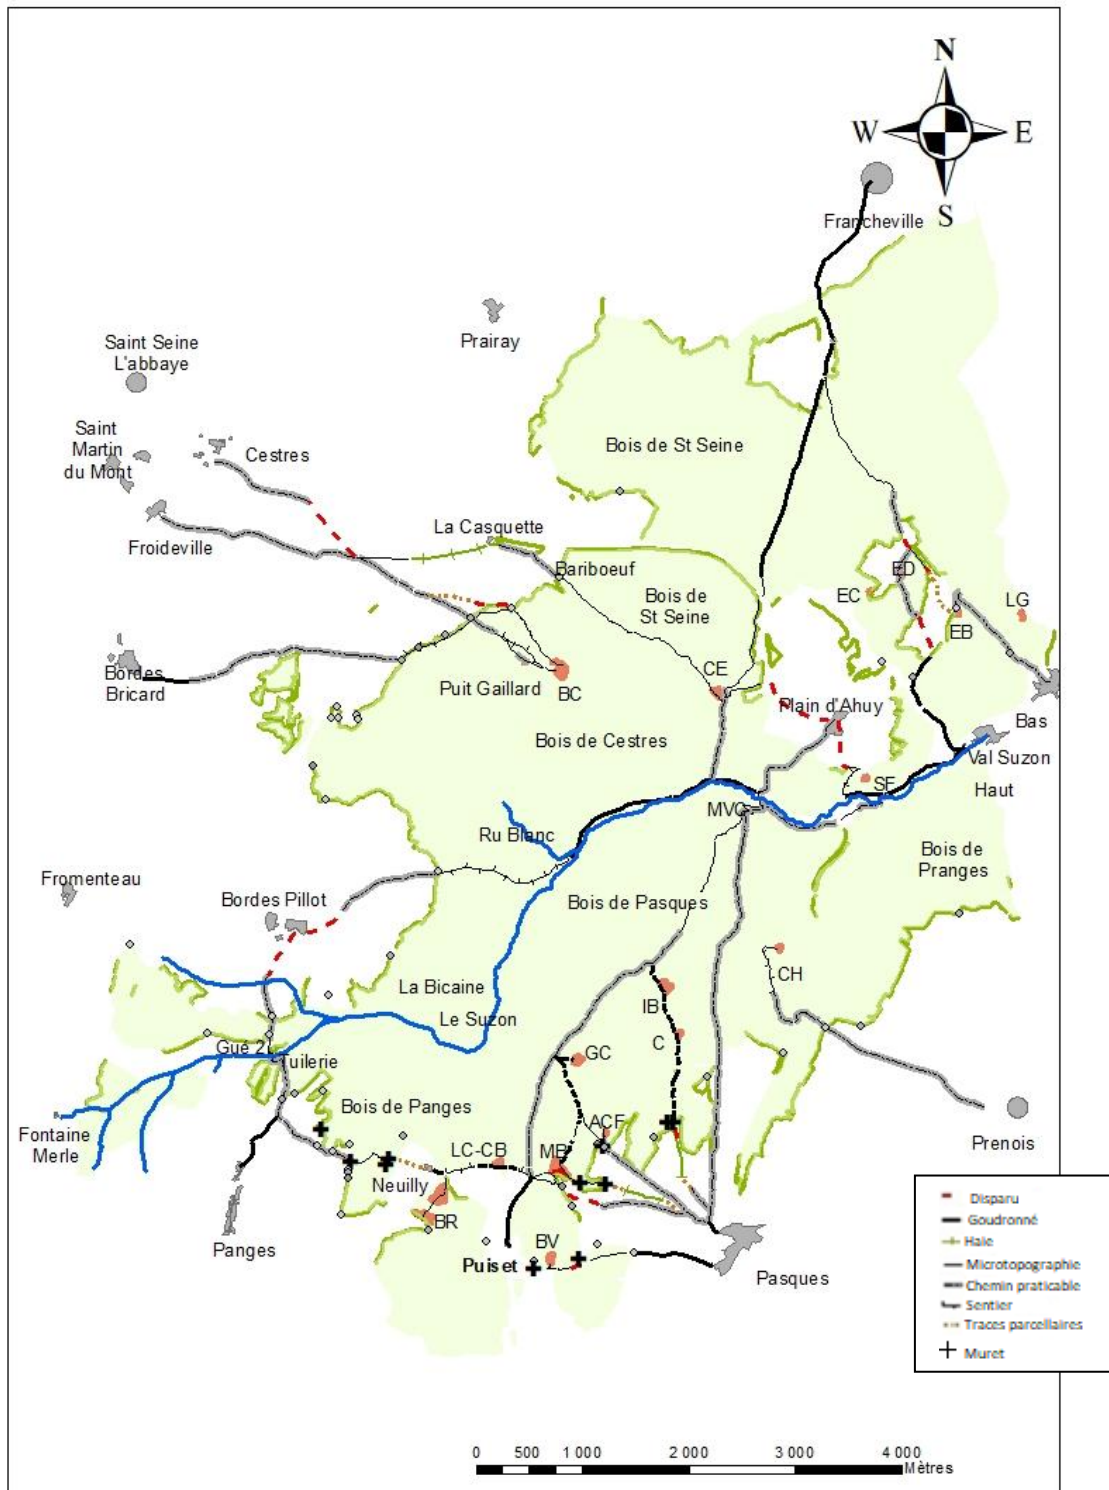 N
W
E
S
Francheville
Prairay
Saint Seine
L'abbaye
Saint
Martin
du Mont
Cestres
Bois de St Seine
Froideville
La Casquette
Bariboeuf
Bois de
St Seine
ED
EC
EB
LG
Bordes
Bricard
Puit Gaillard
BC
CE
Plain d'Ahuy
Bas
Bois de Cestres
Val Suzon
SF
Haut
MVC
Ru Blanc
Bois de
Pranges
Fromenteau
Bordes Pillot
Bois de Pasques
CH
La Bicaine
IB
Le Suzon
C
Gué 2
Tuilerie
GC
Bois de Panges
ACF
Fontaine
Merle
Prenois
LC-CB
MB
Neuilly
BR
Panges
BV
Puiset
Pasques
Disparu
Goudronné
Haie
Microtopographie
Chemin praticable
Sentier
Traces parcellaires
Muret
0 500 1 000 2 000 3 000 4 000
Mètres